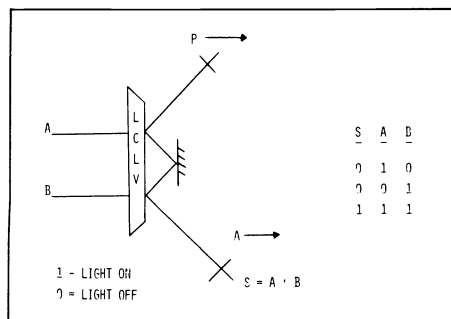 P
A
L
C
L
V
B
A
S = A · B
1 - LIGHT ON
0 = LIGHT OFF
S A B
0 1 0
0 0 1
1 1 1